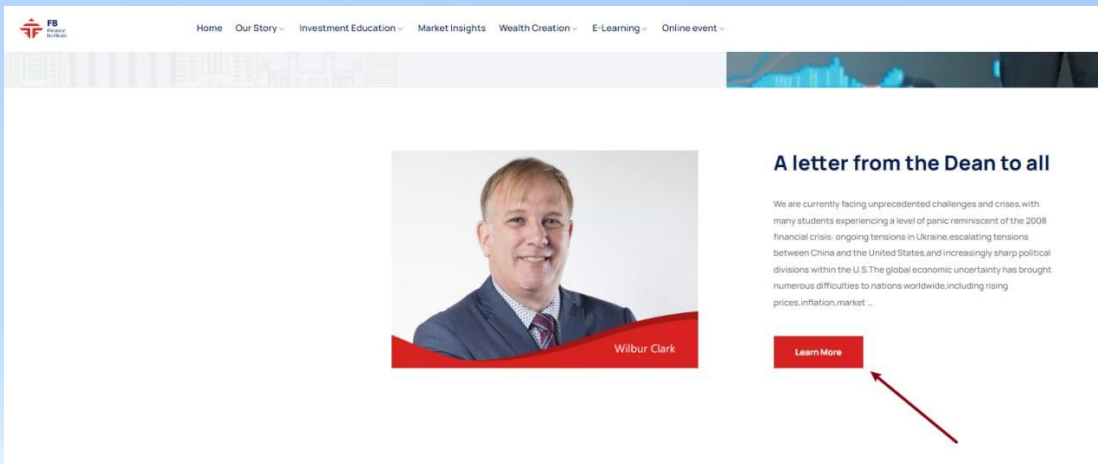 FB
Finance
Institute
Home Our Story Investment Education Market Insights Wealth Creation E-Learning Online event
A letter from the Dean to all
We are currently facing unprecedented challenges and crises,with
many students experiencing a level of panic reminiscent of the 2008
financial crisis: ongoing tensions in Ukraine,escalating tensions
between China and the United States,and increasingly sharp political
divisions within the U.S.The global economic uncertainty has brought
numerous difficulties to nations worldwide,including rising
prices,inflation,market ...
Wilbur Clark
Learn More